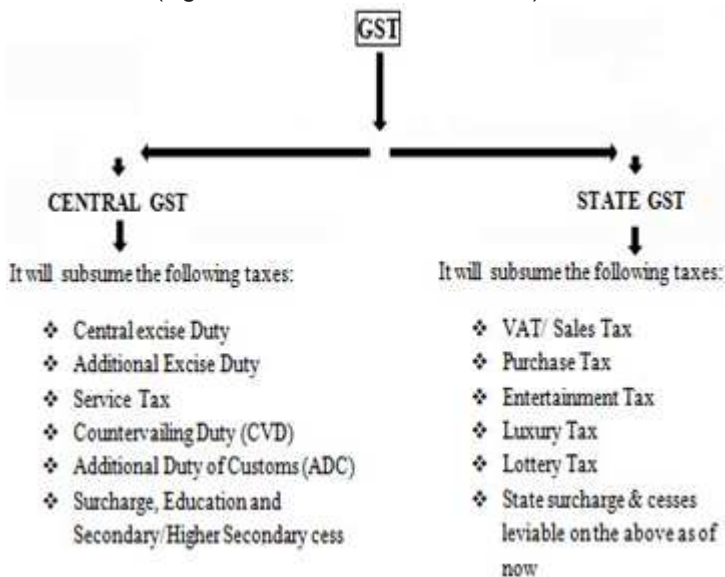 GST
CENTRAL GST
It will subsume the following taxes:
❖ Central excise Duty
❖ Additional Excise Duty
❖ Service Tax
❖ Countervailing Duty (CVD)
❖ Additional Duty of Customs (ADC)
❖ Surcharge, Education and
Secondary/Higher Secondary cess
STATE GST
It will subsume the following taxes:
❖ VAT/ Sales Tax
❖ Purchase Tax
❖ Entertainment Tax
❖ Luxury Tax
❖ Lottery Tax
❖ State surcharge & cesses
leviable on the above as of
now